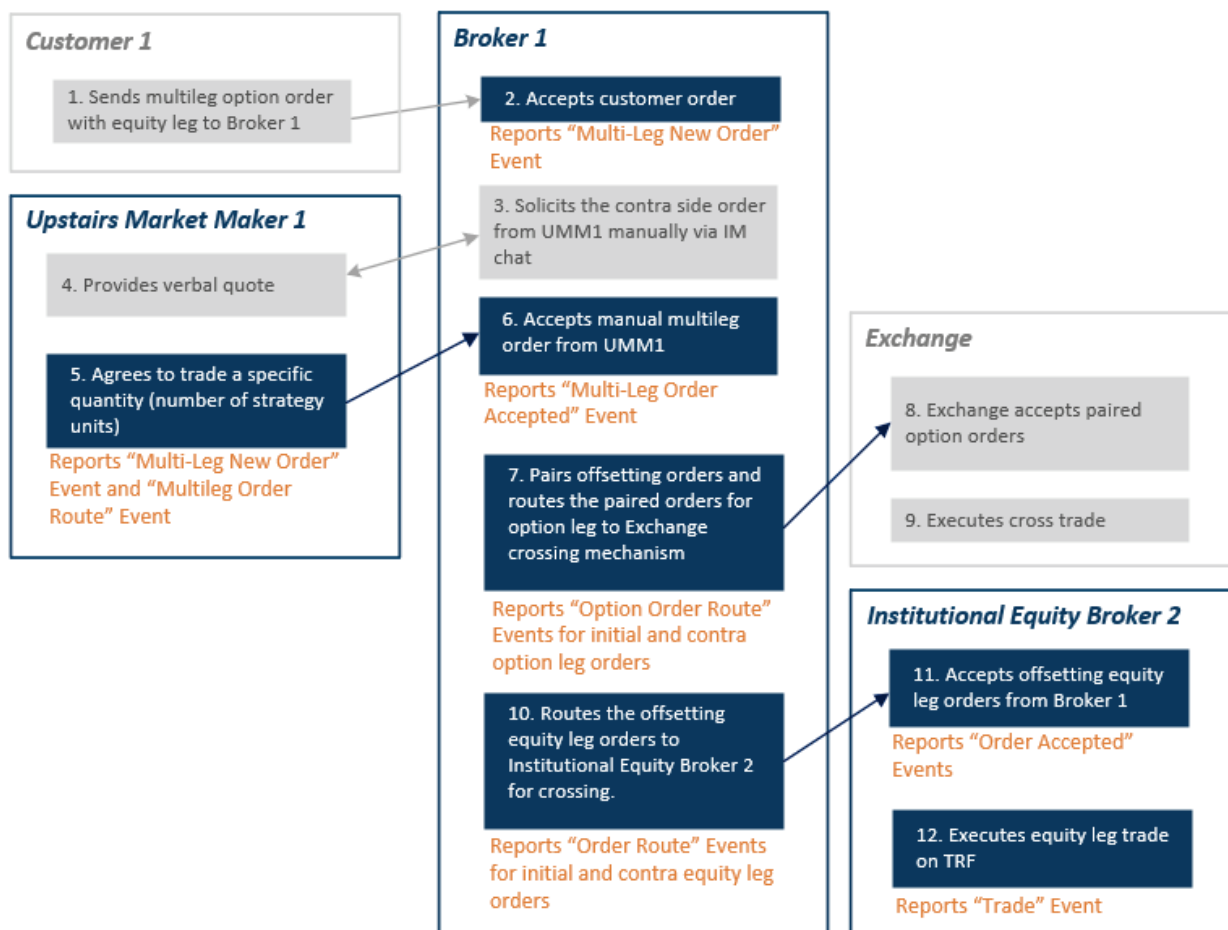 Customer 1
1. Sends multileg option order
with equity leg to Broker 1
Upstairs Market Maker 1
4. Provides verbal quote
5. Agrees to trade a specific
quantity (number of strategy
units)
Reports “Multi-Leg New Order”
Event and “Multileg Order
Route” Event
Broker 1
2. Accepts customer order
Reports “Multi-Leg New Order”
Event
3. Solicits the contra side order
from UMM1 manually via IM
chat
6. Accepts manual multileg
order from UMM1
Reports “Multi-Leg Order
Accepted” Event
7. Pairs offsetting orders and
routes the paired orders for
option leg to Exchange
crossing mechanism
Reports “Option Order Route”
Events for initial and contra
option leg orders
10. Routes the offsetting
equity leg orders to
Institutional Equity Broker 2
for crossing.
Reports “Order Route” Events
for initial and contra equity leg
orders
Exchange
8. Exchange accepts paired
option orders
9. Executes cross trade
Institutional Equity Broker 2
11. Accepts offsetting equity
leg orders from Broker 1
Reports “Order Accepted”
Events
12. Executes equity leg trade
on TRF
Reports “Trade” Event